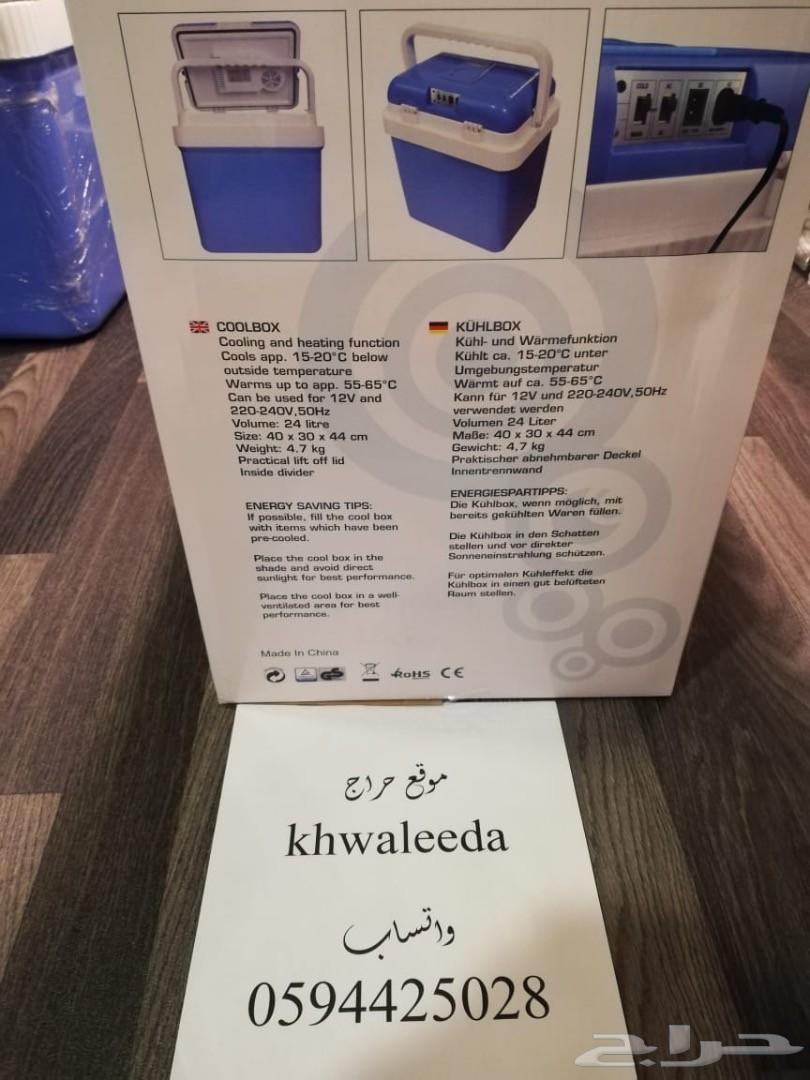 COOLBOX
Cooling and heating function
Cools app. 15-20°C below
outside temperature
Warms up to app. 55-65°C
Can be used for 12V and
220-240V,50Hz
Volume: 24 litre
Size: 40 x 30 x 44 cm
Weight: 4.7 kg
Practical lift off lid
Inside divider
ENERGY SAVING TIPS:
If possible, fill the cool box
with items which have been
pre-cooled.
Place the cool box in the
shade and avoid direct
sunlight for best performance.
Place the cool box in a well-
ventilated area for best
performance.
KÜHLBOX
Kühl- und Wärmefunktion
Kühlt ca. 15-20°C unter
Umgebungstemperatur
Wärmt auf ca. 55-65°C
Kann für 12V und 220-240V,50Hz
verwendet werden
Volumen 24 Liter
Maße: 40 x 30 x 44 cm
Gewicht: 4,7 kg
Praktischer abnehmbarer Deckel
Innentrennwand
ENERGIESPARTIPPS:
Die Kühlbox, wenn möglich, mit
bereits gekühlten Waren füllen.
Die Kühlbox in den Schatten
stellen und vor direkter
Sonneneinstrahlung schützen.
Für optimalen Kühleffekt die
Kühlbox in einen gut belüfteten
Raum stellen.
Made In China
RoHS CE
موقع حراج
khwaleeda
واتساب
0594425028
حراج